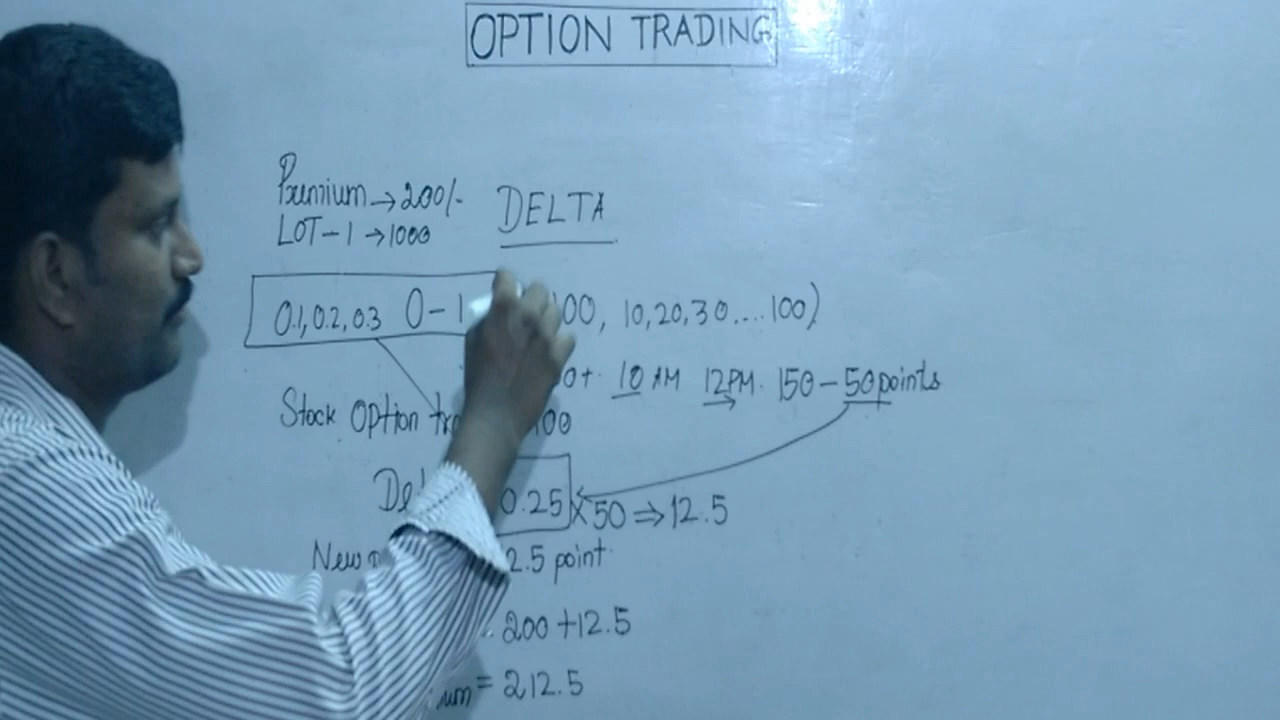 OPTION TRADING
Premium → 200/-
LOT-1 → 1000
DELTA
0.1, 0.2, 0.3 0-1 100, 10, 20, 30....100)
0+ 10 AM 12PM. 150 - 50 points
Stock Option 100
0.25 × 50 ⇒ 12.5
New 2.5 point
200 + 12.5
= 212.5